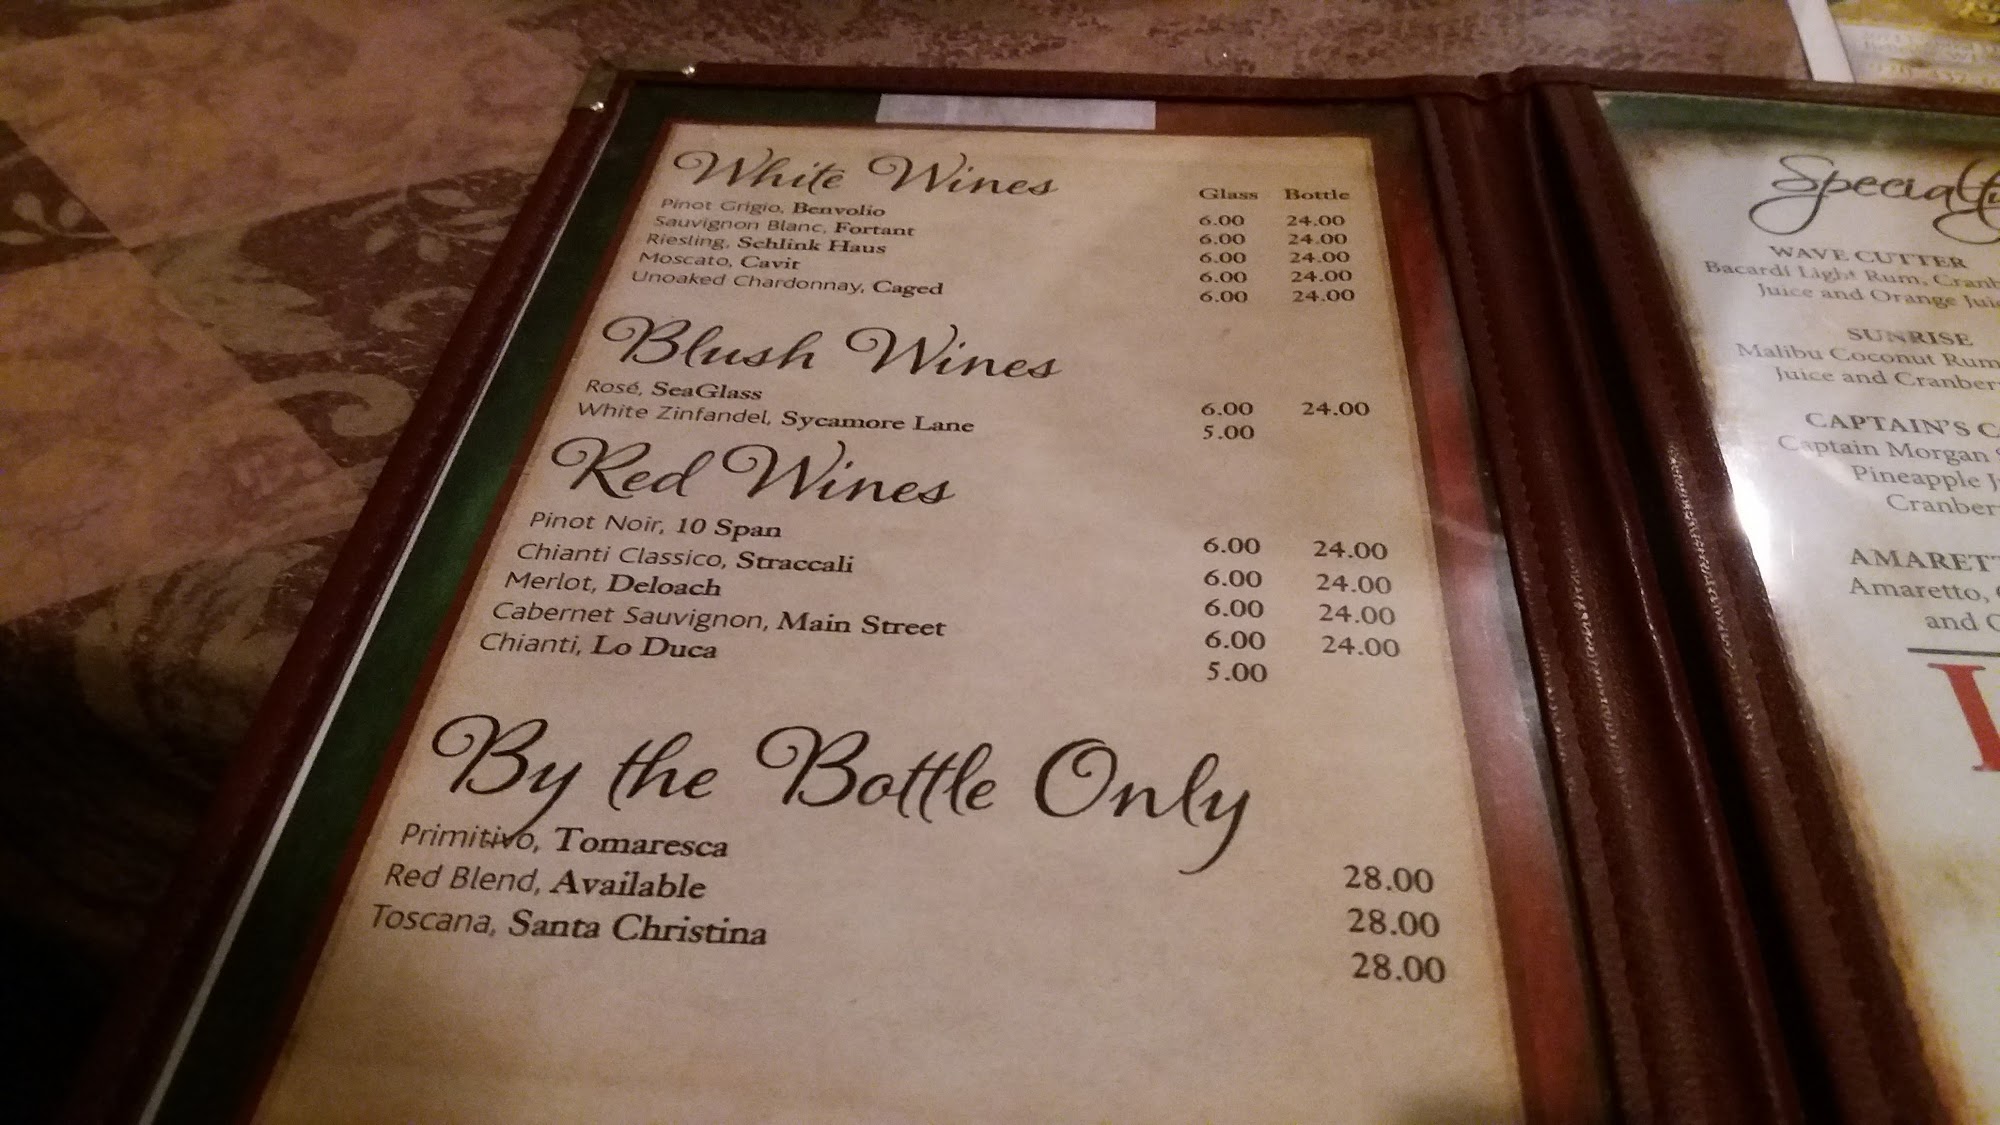 White Wines
Glass Bottle
Pinot Grigio, Benvolio 6.00 24.00
Sauvignon Blanc, Fortant 6.00 24.00
Riesling, Schlink Haus 6.00 24.00
Moscato, Cavit 6.00 24.00
Unoaked Chardonnay, Caged 6.00 24.00
Blush Wines
Rosé, SeaGlass 6.00 24.00
White Zinfandel, Sycamore Lane 5.00
Red Wines
Pinot Noir, 10 Span 6.00 24.00
Chianti Classico, Straccali 6.00 24.00
Merlot, Deloach 6.00 24.00
Cabernet Sauvignon, Main Street 6.00 24.00
Chianti, Lo Duca 5.00
By the Bottle Only
Primitivo, Tomaresca 28.00
Red Blend, Available 28.00
Toscana, Santa Christina 28.00
WAVE CUTTER
Bacardi Light Rum,
Juice and Orange
SUNRISE
Malibu Coconut Rum
Juice and
CAPTAIN'S
Captain Morgan
Pineapple
Amaretto,
and